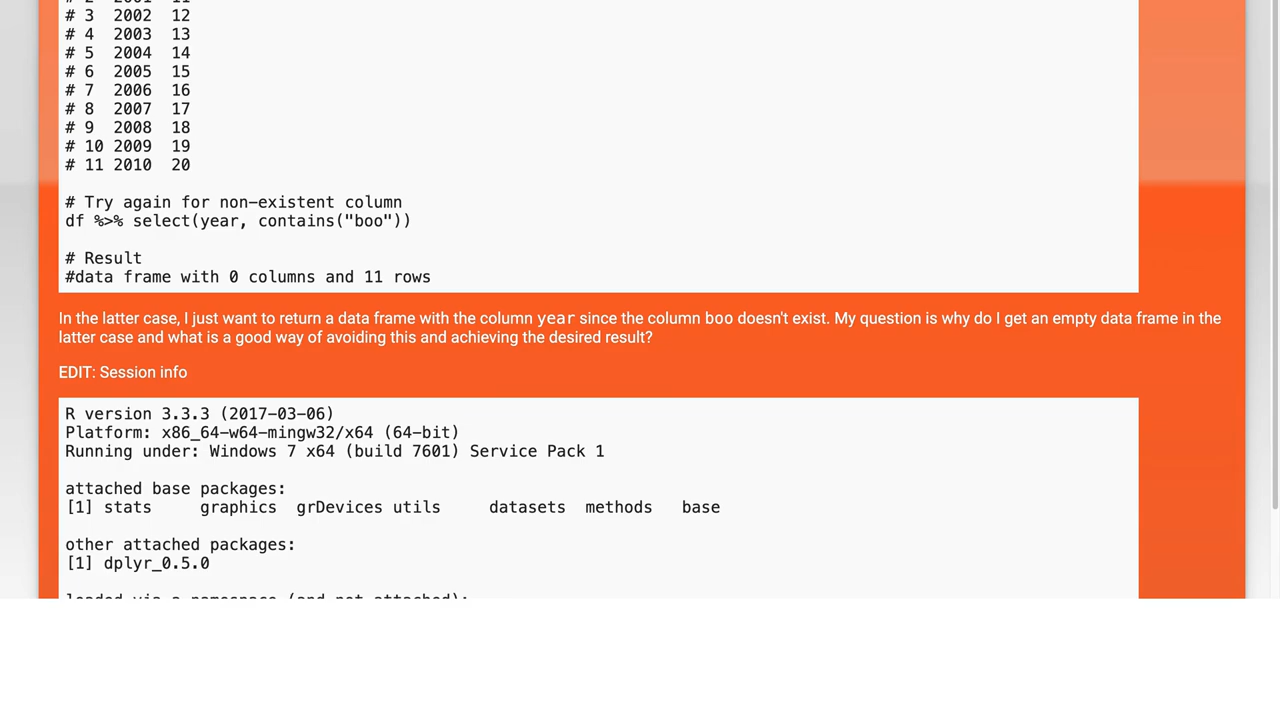 # 3  2002  12
# 4  2003  13
# 5  2004  14
# 6  2005  15
# 7  2006  16
# 8  2007  17
# 9  2008  18
# 10 2009  19
# 11 2010  20
# Try again for non-existent column
df %>% select(year, contains("boo"))
# Result
#data frame with 0 columns and 11 rows
In the latter case, I just want to return a data frame with the column year since the column boo doesn't exist. My question is why do I get an empty data frame in the
latter case and what is a good way of avoiding this and achieving the desired result?
EDIT: Session info
R version 3.3.3 (2017-03-06)
Platform: x86_64-w64-mingw32/x64 (64-bit)
Running under: Windows 7 x64 (build 7601) Service Pack 1
attached base packages:
[1] stats     graphics  grDevices utils     datasets  methods   base
other attached packages:
[1] dplyr_0.5.0
loaded via a namespace (and not attached):